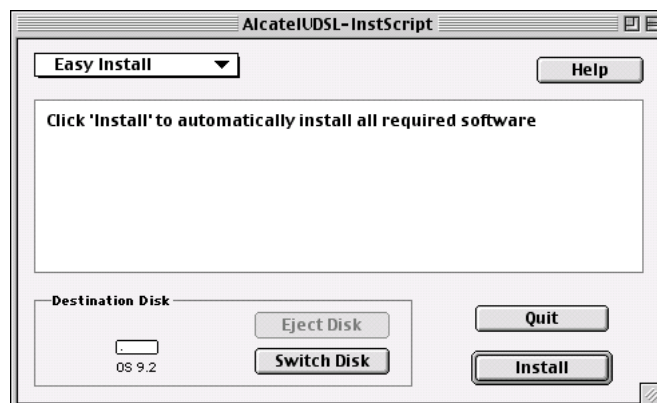 AlcatelUDSL-InstScript
Easy Install
Help
Click 'Install' to automatically install all required software
Destination Disk
Eject Disk
Quit
OS 9.2
Switch Disk
Install